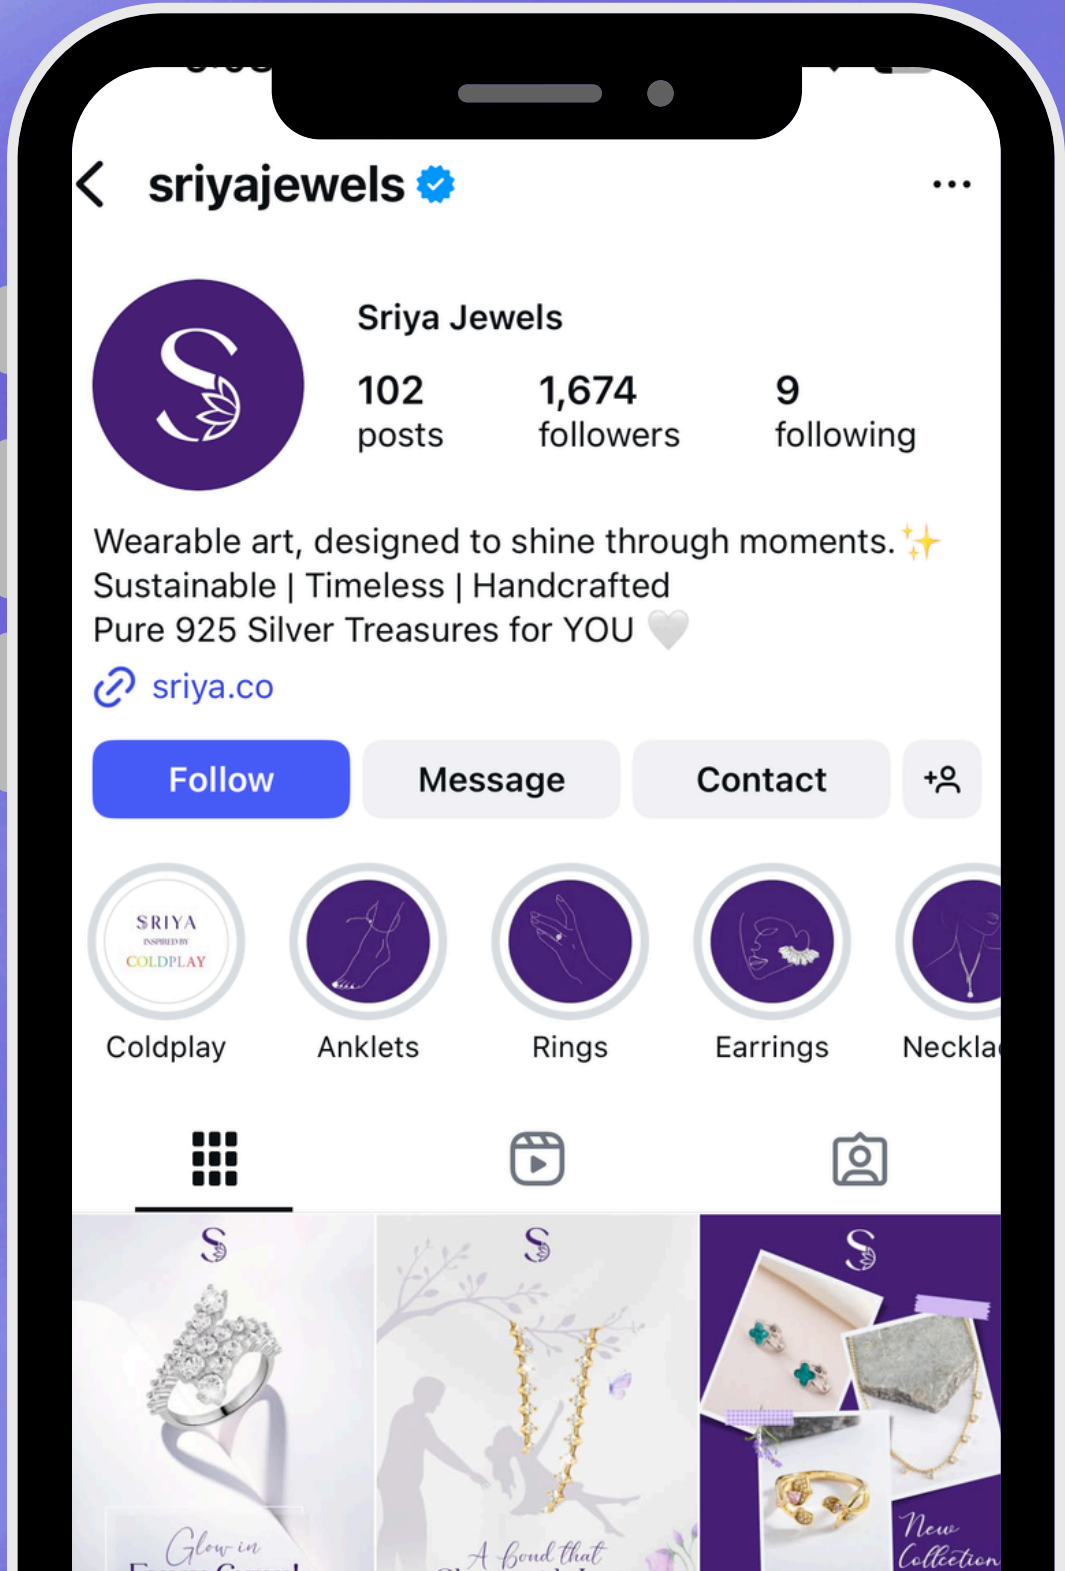 sriyajewels
Sriya Jewels
102 1,674 9
posts followers following
Wearable art, designed to shine through moments.✨
Sustainable | Timeless | Handcrafted
Pure 925 Silver Treasures for YOU 🤍
sriya.co
Follow Message Contact
SRIYA
INSPIRED BY
COLDPLAY
Coldplay Anklets Rings Earrings Neckla
Glow in
A Bond that
New
Collection